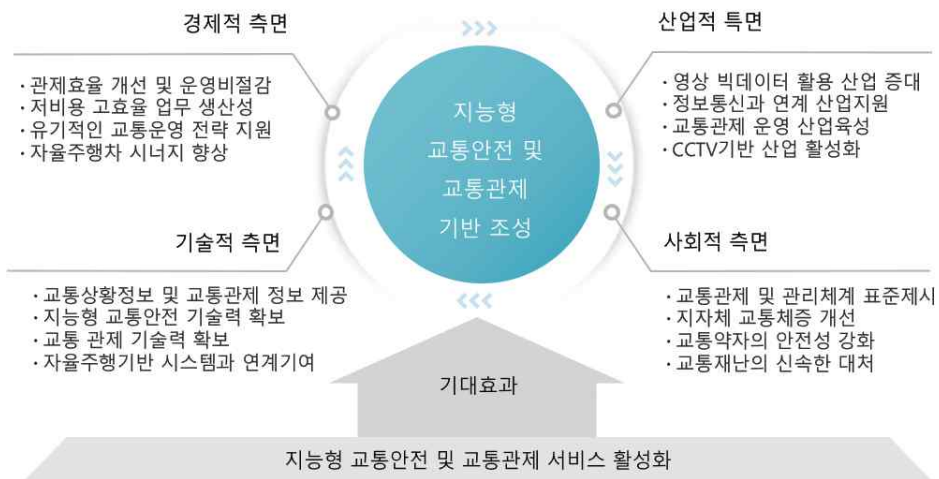 경제적 측면
· 관제효율 개선 및 운영비절감
· 저비용 고효율 업무 생산성
· 유기적인 교통운영 전략 지원
· 자율주행차 시너지 향상
산업적 특면
· 영상 빅데이터 활용 산업 증대
· 정보통신과 연계 산업지원
· 교통관제 운영 산업육성
· CCTV기반 산업 활성화
지능형
교통안전 및
교통관제
기반 조성
기술적 측면
· 교통상황정보 및 교통관제 정보 제공
· 지능형 교통안전 기술력 확보
· 교통 관제 기술력 확보
· 자율주행기반 시스템과 연계기여
사회적 측면
· 교통관제 및 관리체계 표준제시
· 지자체 교통체증 개선
· 교통약자의 안전성 강화
· 교통재난의 신속한 대처
기대효과
지능형 교통안전 및 교통관제 서비스 활성화